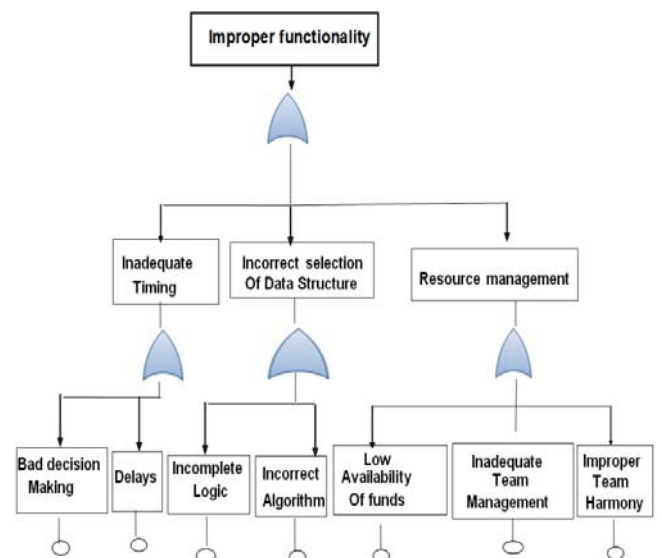 Improper functionality
Inadequate
Timing
Incorrect selection
Of Data Structure
Resource management
Bad decision
Making
Delays
Incomplete
Logic
Incorrect
Algorithm
Low
Availability
Of funds
Inadequate
Team
Management
Improper
Team
Harmony